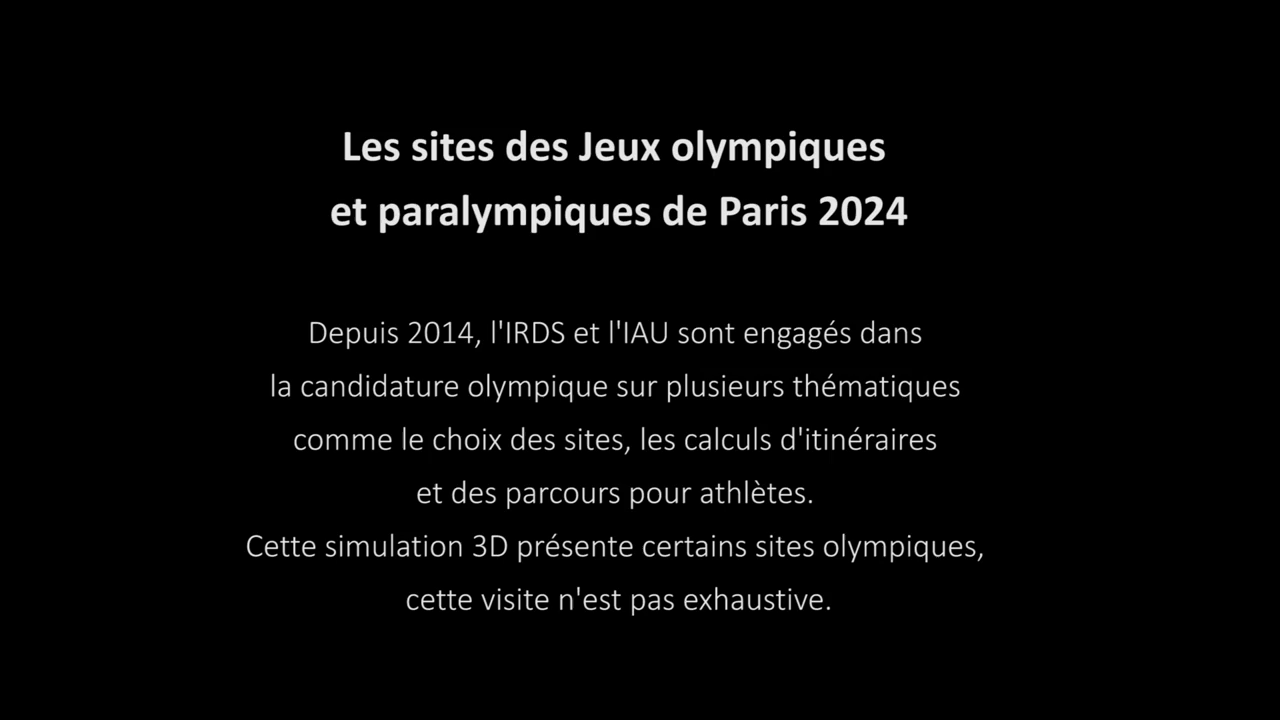 Les sites des Jeux olympiques
et paralympiques de Paris 2024
Depuis 2014, l'IRDS et l'IAU sont engagés dans
la candidature olympique sur plusieurs thématiques
comme le choix des sites, les calculs d'itinéraires
et des parcours pour athlètes.
Cette simulation 3D présente certains sites olympiques,
cette visite n'est pas exhaustive.